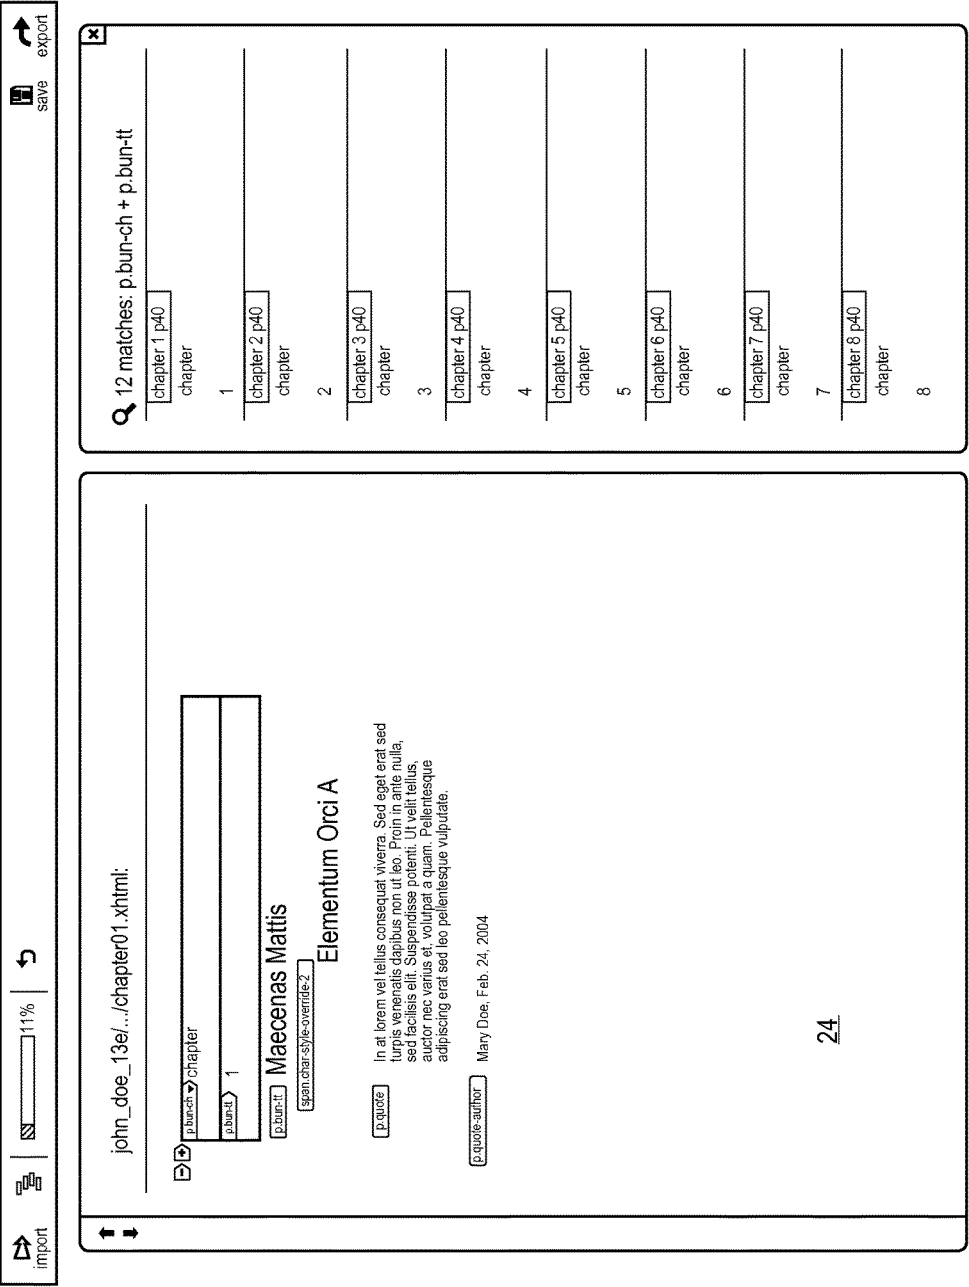 import
11%
save
export
john_doe_13e/.../chapter01.xhtml:
p.bun-ch
chapter
p.bun-tt
1
p.bun-tt
Maecenas Mattis
span.char-style-override-2
Elementum Orci A
p.quote
In at lorem vel tellus consequat viverra. Sed eget erat sed
turpis venenatis dapibus non ut leo. Proin in ante nulla,
sed facilisis elit. Suspendisse potenti. Ut velit tellus,
auctor nec varius et, volutpat a quam. Pellentesque
adipiscing erat sed leo pellentesque vulputate.
p.quote-author
Mary Doe, Feb. 24, 2004
24
12 matches: p.bun-ch + p.bun-tt
chapter 1 p40
chapter
1
chapter 2 p40
chapter
2
chapter 3 p40
chapter
3
chapter 4 p40
chapter
4
chapter 5 p40
chapter
5
chapter 6 p40
chapter
6
chapter 7 p40
chapter
7
chapter 8 p40
chapter
8